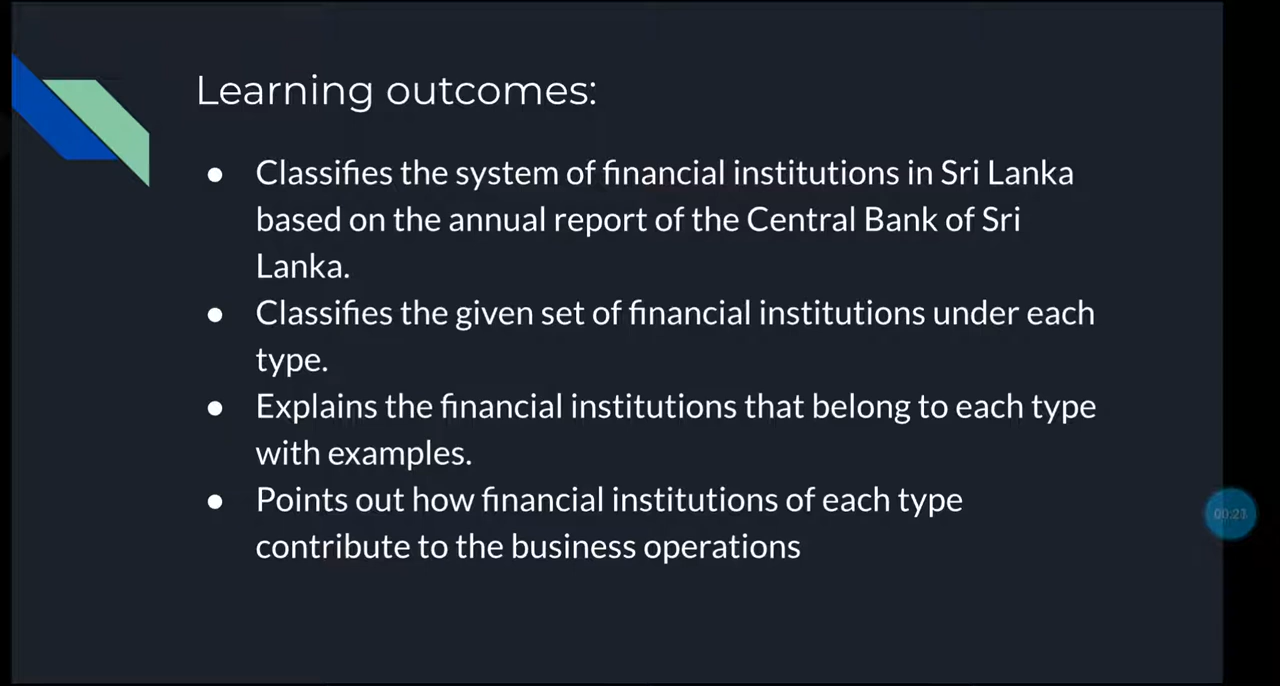 Learning outcomes:
● Classifies the system of financial institutions in Sri Lanka
based on the annual report of the Central Bank of Sri
Lanka.
● Classifies the given set of financial institutions under each
type.
● Explains the financial institutions that belong to each type
with examples.
● Points out how financial institutions of each type
contribute to the business operations
00:23